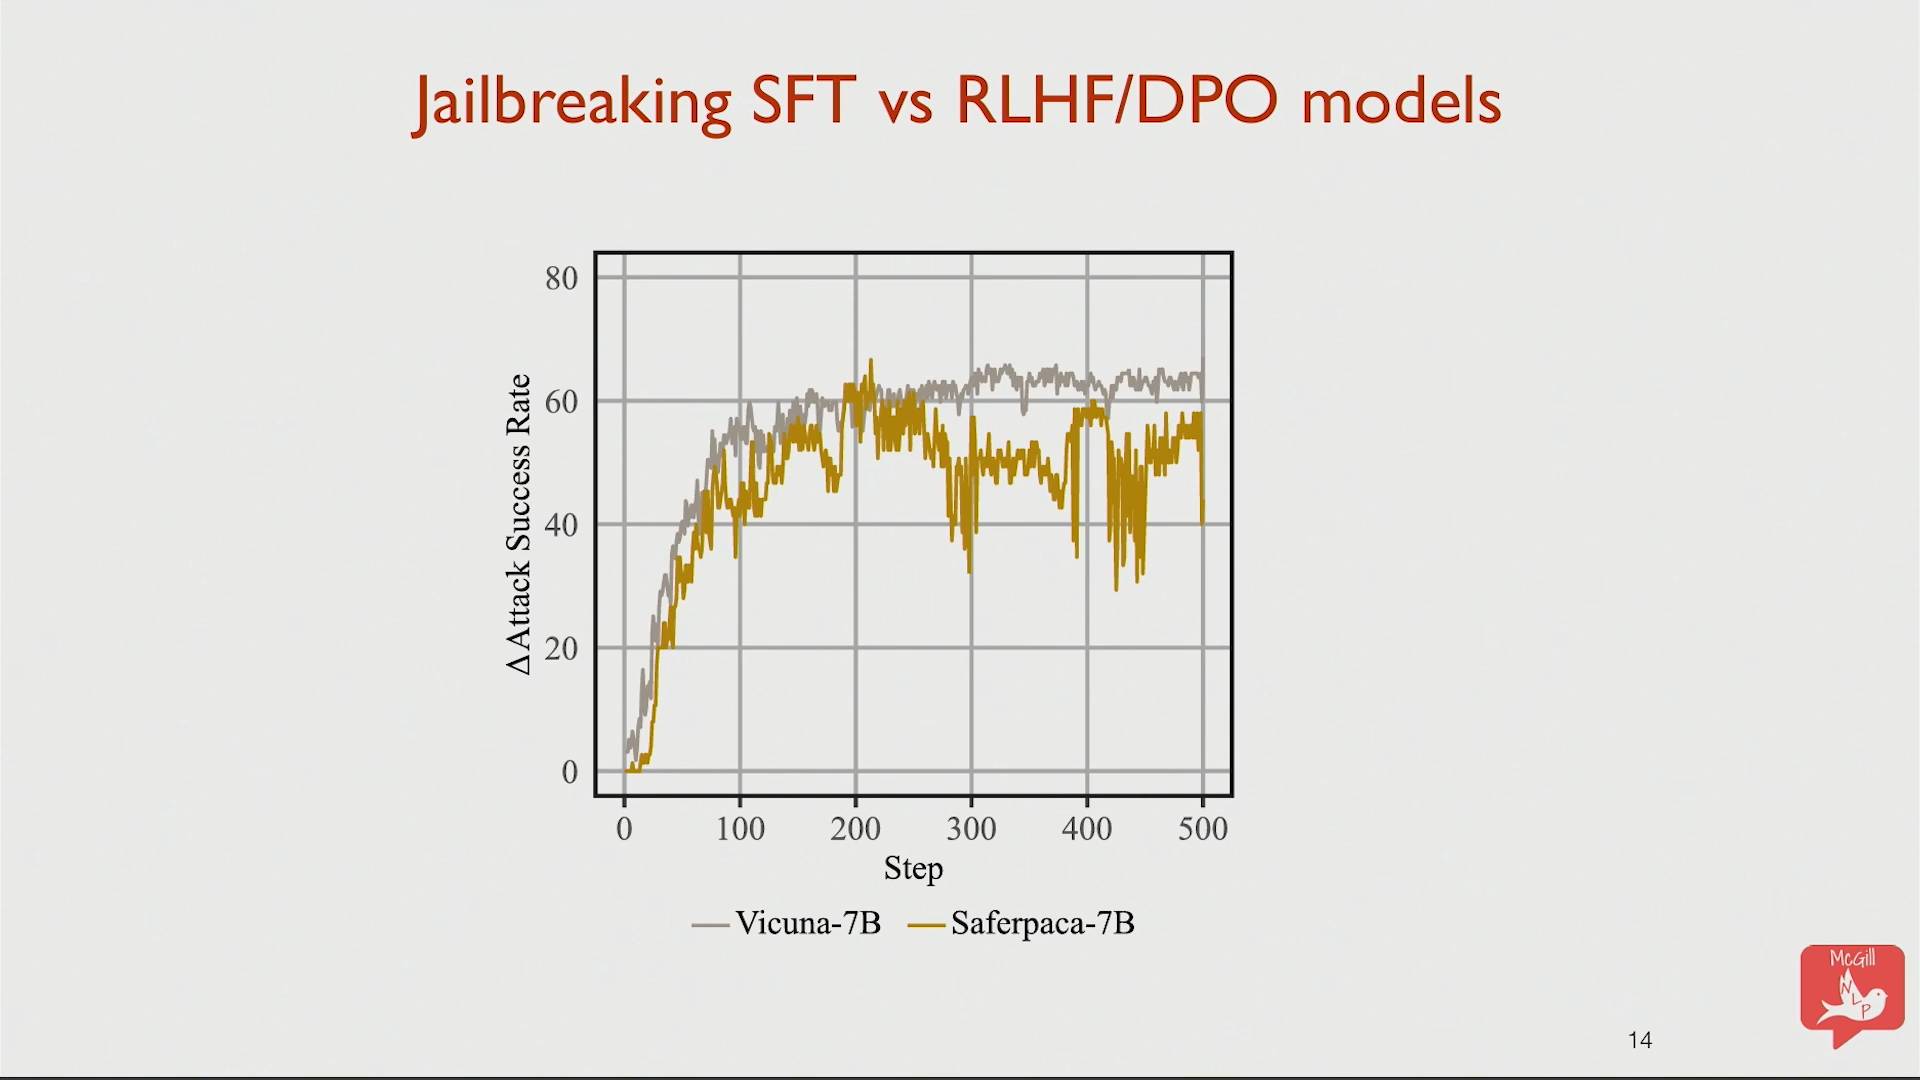 Jailbreaking SFT vs RLHF/DPO models
ΔAttack Success Rate
80
60
40
20
0
0 100 200 300 400 500
Step
Vicuna-7B Saferpaca-7B
McGill
NLP
14